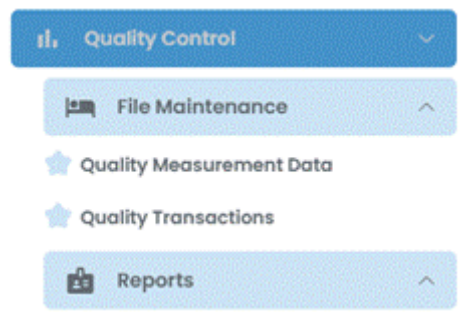 Quality Control
File Maintenance
Quality Measurement Data
Quality Transactions
Reports